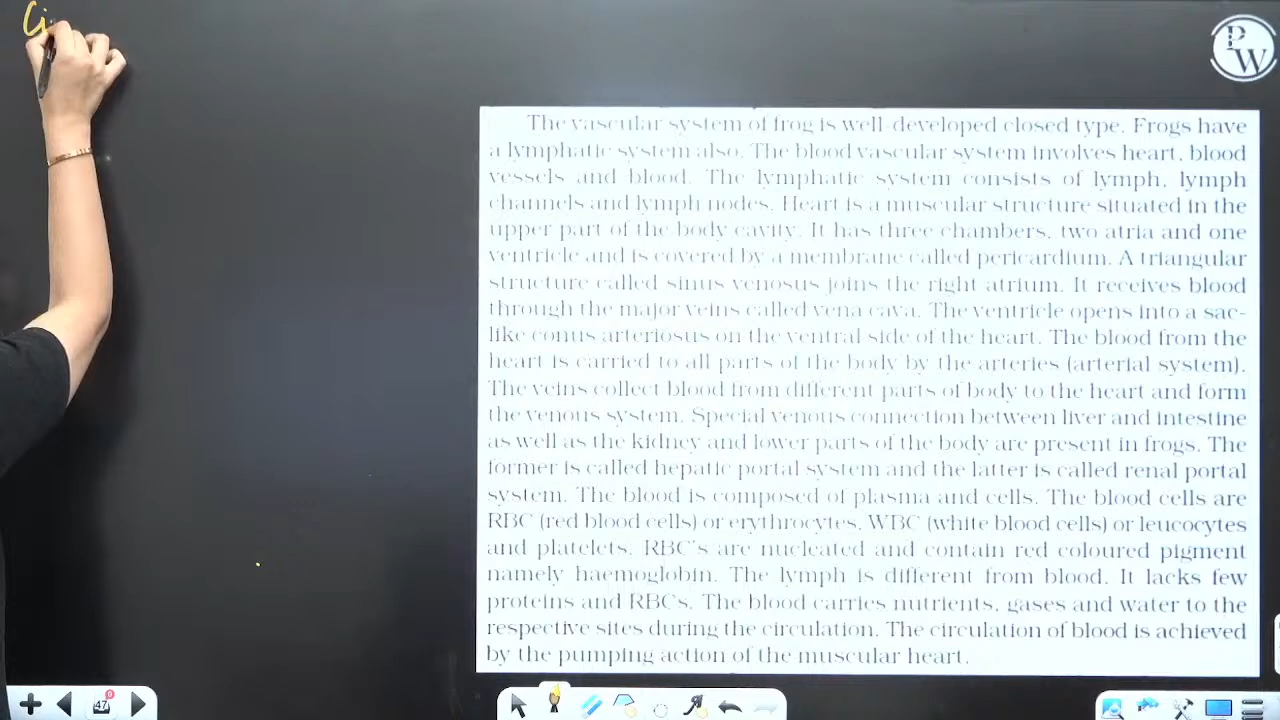 Ci
PW
The vascular system of frog is well-developed closed type. Frogs have
a lymphatic system also. The blood vascular system involves heart, blood
vessels and blood. The lymphatic system consists of lymph, lymph
channels and lymph nodes. Heart is a muscular structure situated in the
upper part of the body cavity. It has three chambers, two atria and one
ventricle and is covered by a membrane called pericardium. A triangular
structure called sinus venosus joins the right atrium. It receives blood
through the major veins called vena cava. The ventricle opens into a sac-
like conus arteriosus on the ventral side of the heart. The blood from the
heart is carried to all parts of the body by the arteries (arterial system).
The veins collect blood from different parts of body to the heart and form
the venous system. Special venous connection between liver and intestine
as well as the kidney and lower parts of the body are present in frogs. The
former is called hepatic portal system and the latter is called renal portal
system. The blood is composed of plasma and cells. The blood cells are
RBC (red blood cells) or erythrocytes, WBC (white blood cells) or leucocytes
and platelets. RBC's are nucleated and contain red coloured pigment
namely haemoglobin. The lymph is different from blood. It lacks few
proteins and RBCs. The blood carries nutrients, gases and water to the
respective sites during the circulation. The circulation of blood is achieved
by the pumping action of the muscular heart.
47